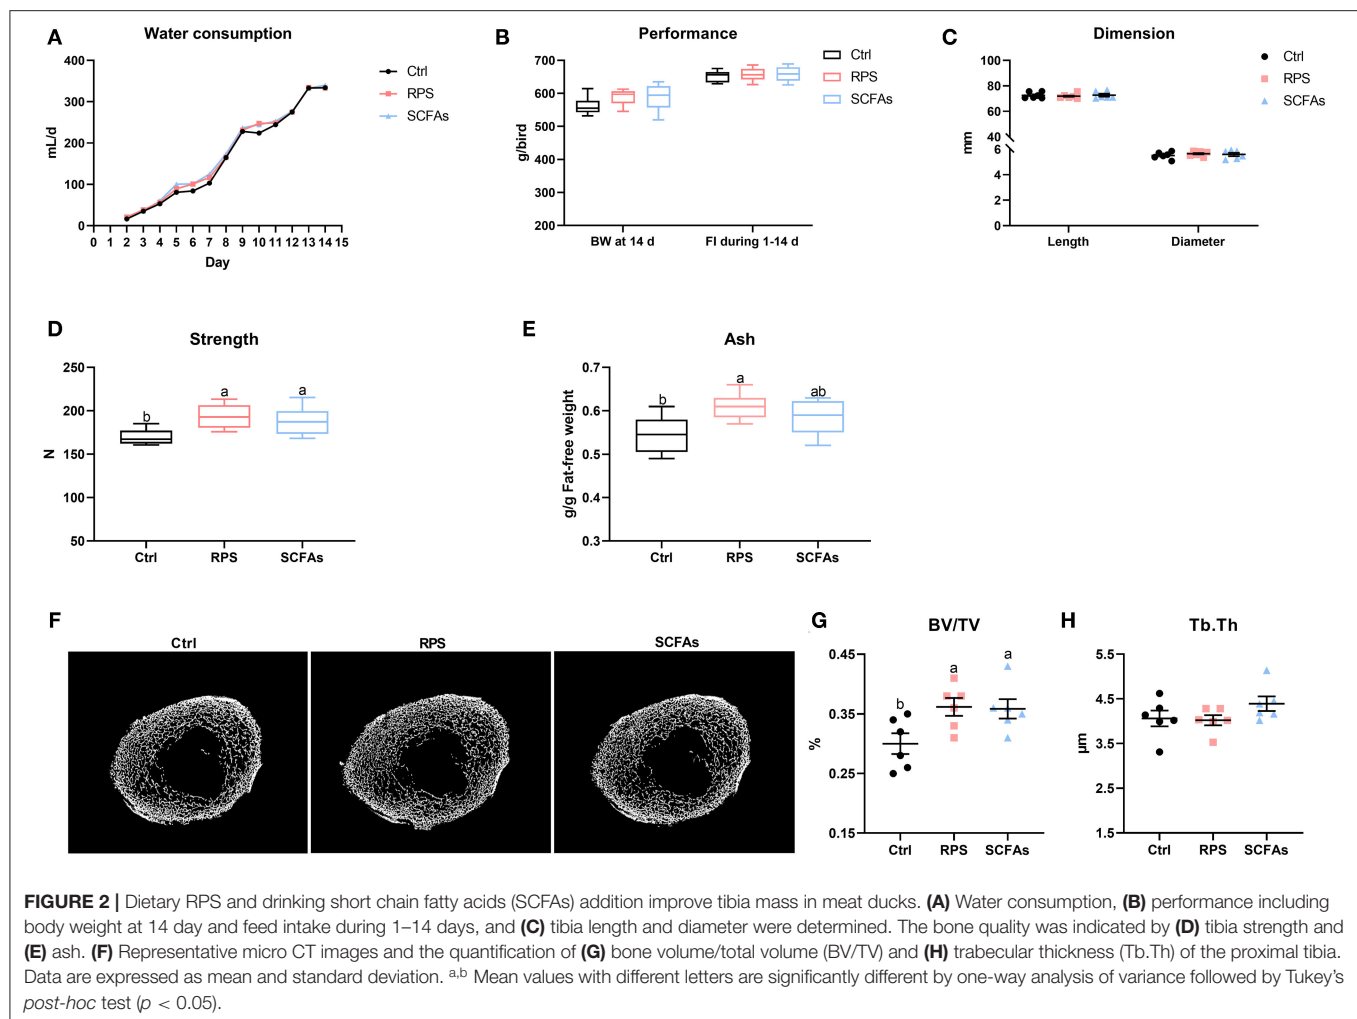 A
Water consumption
400
300
200
100
0
mL/d
0 1 2 3 4 5 6 7 8 9 10 11 12 13 14 15
Day
Ctrl
RPS
SCFAs
B
Performance
700
600
500
400
300
200
g/bird
BW at 14 d
FI during 1-14 d
Ctrl
RPS
SCFAs
C
Dimension
100
80
60
40
6
4
2
0
mm
Length
Diameter
Ctrl
RPS
SCFAs
D
Strength
250
200
150
100
50
N
b
a
a
Ctrl
RPS
SCFAs
E
Ash
0.7
0.6
0.5
0.4
0.3
g/g Fat-free weight
b
a
ab
Ctrl
RPS
SCFAs
F
Ctrl
RPS
SCFAs
G
BV/TV
0.45
0.35
0.25
0.15
%
b
a
a
Ctrl
RPS
SCFAs
H
Tb.Th
5.5
4.5
3.5
2.5
1.5
µm
Ctrl
RPS
SCFAs
FIGURE 2 | Dietary RPS and drinking short chain fatty acids (SCFAs) addition improve tibia mass in meat ducks. (A) Water consumption, (B) performance including
body weight at 14 day and feed intake during 1–14 days, and (C) tibia length and diameter were determined. The bone quality was indicated by (D) tibia strength and
(E) ash. (F) Representative micro CT images and the quantification of (G) bone volume/total volume (BV/TV) and (H) trabecular thickness (Tb.Th) of the proximal tibia.
Data are expressed as mean and standard deviation. a,b Mean values with different letters are significantly different by one-way analysis of variance followed by Tukey's
post-hoc test (p < 0.05).